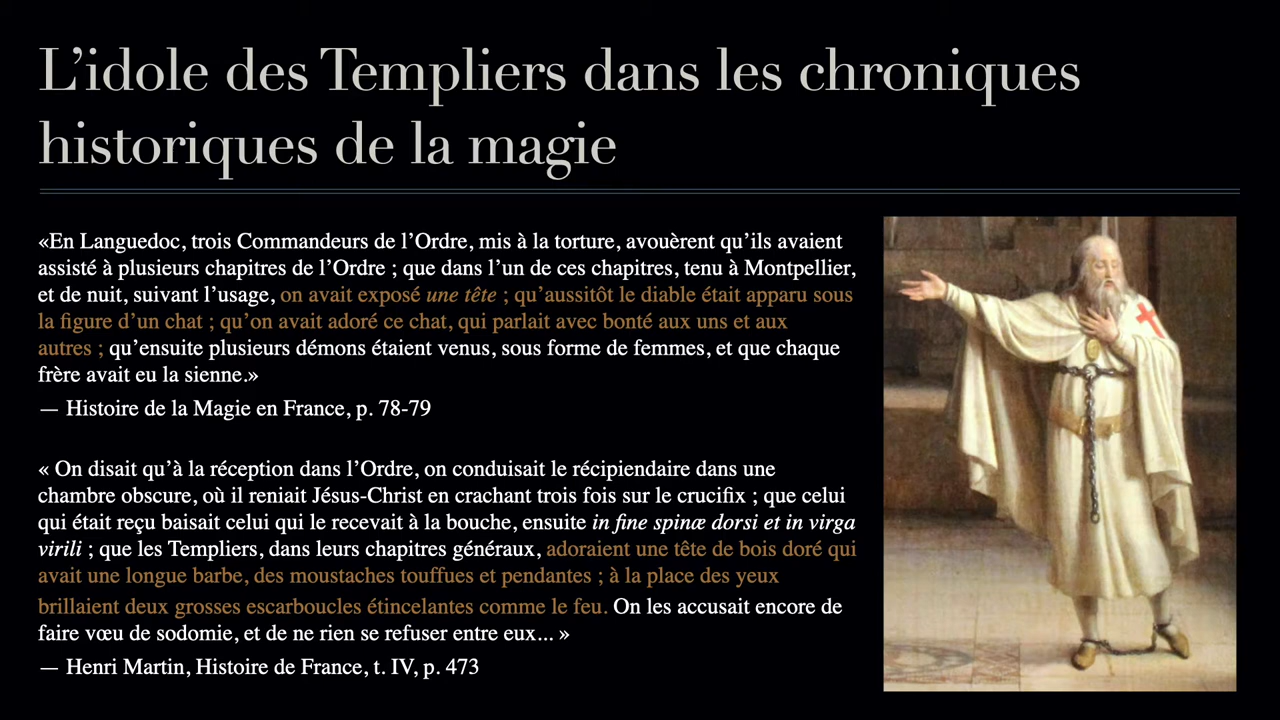 L’idole des Templiers dans les chroniques
historiques de la magie
«En Languedoc, trois Commandeurs de l’Ordre, mis à la torture, avouèrent qu’ils avaient
assisté à plusieurs chapitres de l’Ordre ; que dans l’un de ces chapitres, tenu à Montpellier,
et de nuit, suivant l’usage, on avait exposé une tête ; qu’aussitôt le diable était apparu sous
la figure d’un chat ; qu’on avait adoré ce chat, qui parlait avec bonté aux uns et aux
autres ; qu’ensuite plusieurs démons étaient venus, sous forme de femmes, et que chaque
frère avait eu la sienne.»
— Histoire de la Magie en France, p. 78-79
« On disait qu’à la réception dans l’Ordre, on conduisait le récipiendaire dans une
chambre obscure, où il reniait Jésus-Christ en crachant trois fois sur le crucifix ; que celui
qui était reçu baisait celui qui le recevait à la bouche, ensuite in fine spinæ dorsi et in virga
virili ; que les Templiers, dans leurs chapitres généraux, adoraient une tête de bois doré qui
avait une longue barbe, des moustaches touffues et pendantes ; à la place des yeux
brillaient deux grosses escarboucles étincelantes comme le feu. On les accusait encore de
faire vœu de sodomie, et de ne rien se refuser entre eux... »
— Henri Martin, Histoire de France, t. IV, p. 473